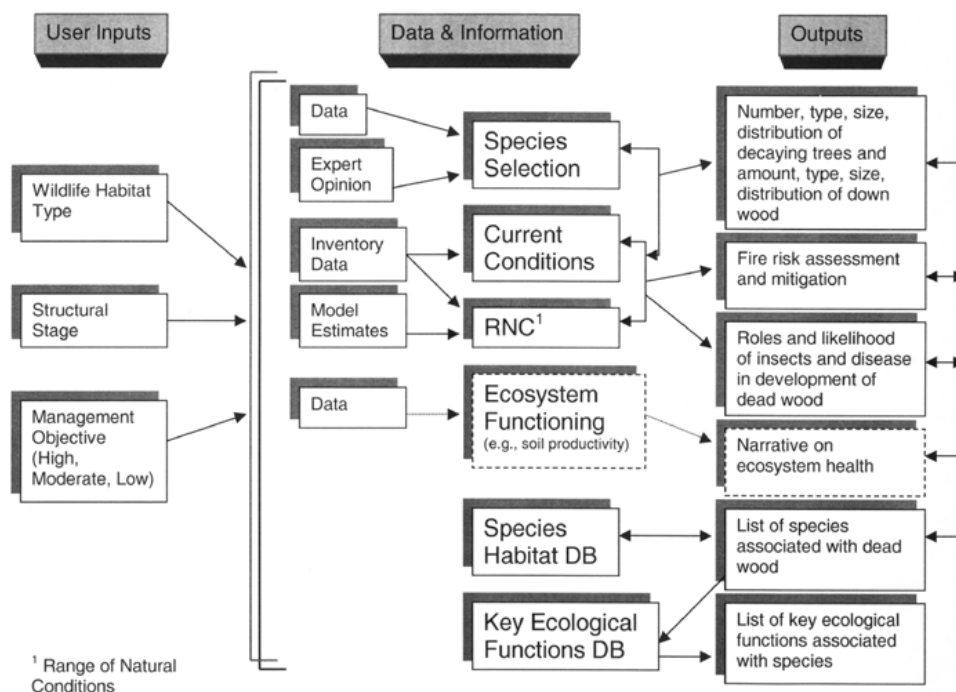 User Inputs
Data & Information
Outputs
Wildlife Habitat
Type
Structural
Stage
Management
Objective
(High,
Moderate, Low)
Data
Expert
Opinion
Inventory
Data
Model
Estimates
Data
Species
Selection
Current
Conditions
RNC¹
Ecosystem
Functioning
(e.g., soil productivity)
Species
Habitat DB
Key Ecological
Functions DB
Number, type, size,
distribution of
decaying trees and
amount, type, size,
distribution of down
wood
Fire risk assessment
and mitigation
Roles and likelihood
of insects and disease
in development of
dead wood
Narrative on
ecosystem health
List of species
associated with dead
wood
List of key ecological
functions associated
with species
¹ Range of Natural
Conditions